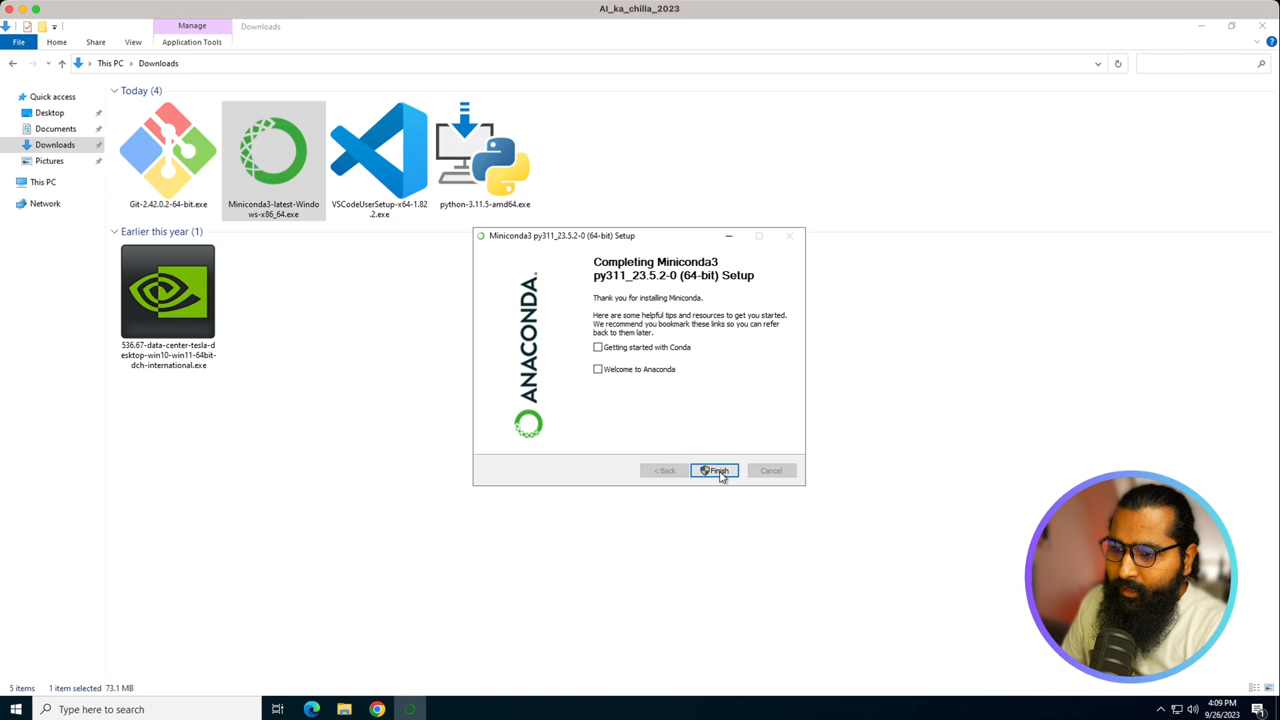 AI_ka_chilla_2023
Manage
Downloads
File
Home
Share
View
Application Tools
This PC
Downloads
Today (4)
Quick access
Desktop
Documents
Downloads
Pictures
This PC
Network
Git-2.42.0.2-64-bit.exe
Miniconda3-latest-Windo
ws-x86_64.exe
VSCodeUserSetup-x64-1.82
.2.exe
python-3.11.5-amd64.exe
Earlier this year (1)
536.67-data-center-tesla-d
esktop-win10-win11-64bit-
dch-international.exe
Miniconda3 py311_23.5.2-0 (64-bit) Setup
Completing Miniconda3
py311_23.5.2-0 (64-bit) Setup
Thank you for installing Miniconda.
Here are some helpful tips and resources to get you started.
We recommend you bookmark these links so you can refer
back to them later.
Getting started with Conda
Welcome to Anaconda
ANACONDA
< Back
Finish
Cancel
5 items
1 item selected 73.1 MB
Type here to search
4:09 PM
9/26/2023
1